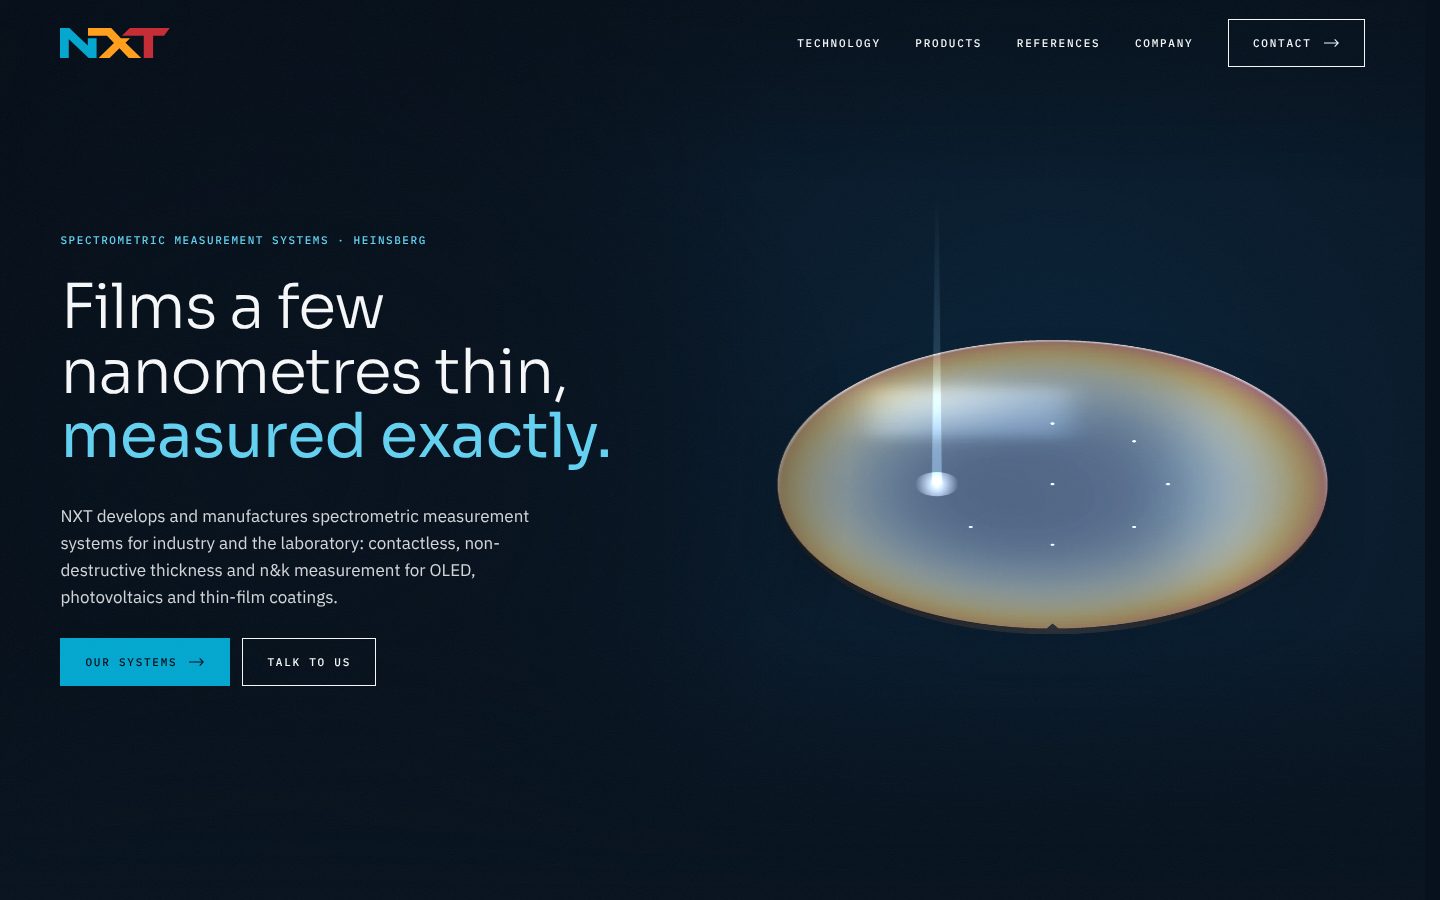 NXT
TECHNOLOGY PRODUCTS REFERENCES COMPANY CONTACT
SPECTROMETRIC MEASUREMENT SYSTEMS · HEINSBERG
Films a few
nanometres thin,
measured exactly.
NXT develops and manufactures spectrometric measurement
systems for industry and the laboratory: contactless, non-
destructive thickness and n&k measurement for OLED,
photovoltaics and thin-film coatings.
OUR SYSTEMS TALK TO US